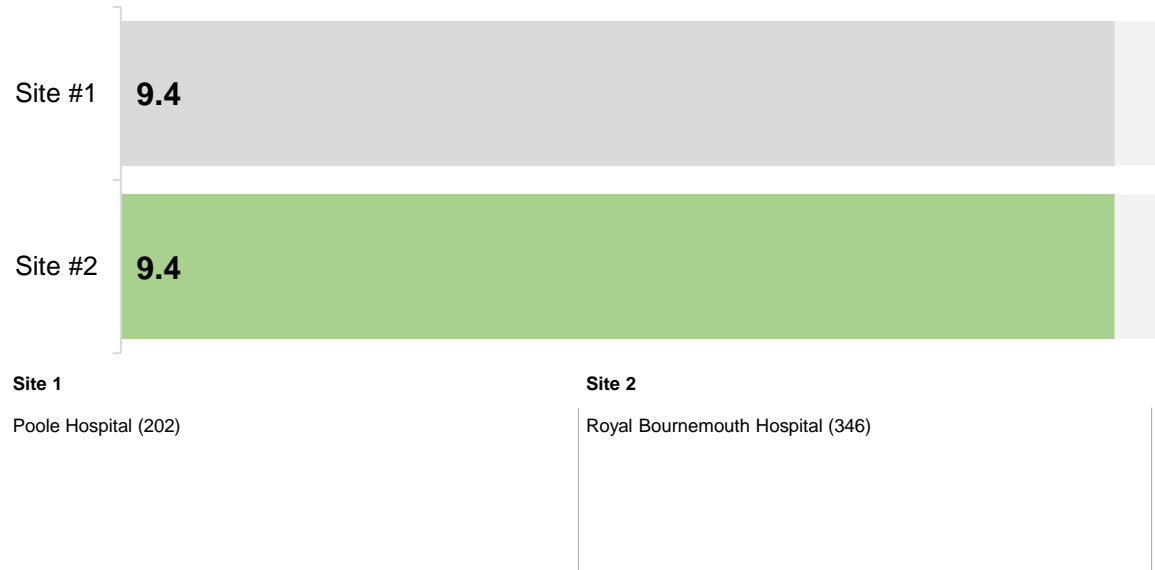 Site #1 9.4
Site #2 9.4
Site 1
Poole Hospital (202)
Site 2
Royal Bournemouth Hospital (346)